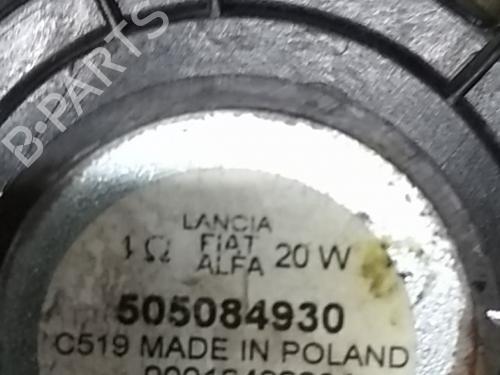 B-PARTS
LANCIA
FIAT
ALFA
Ω
20 W
505084930
C519 MADE IN POLAND